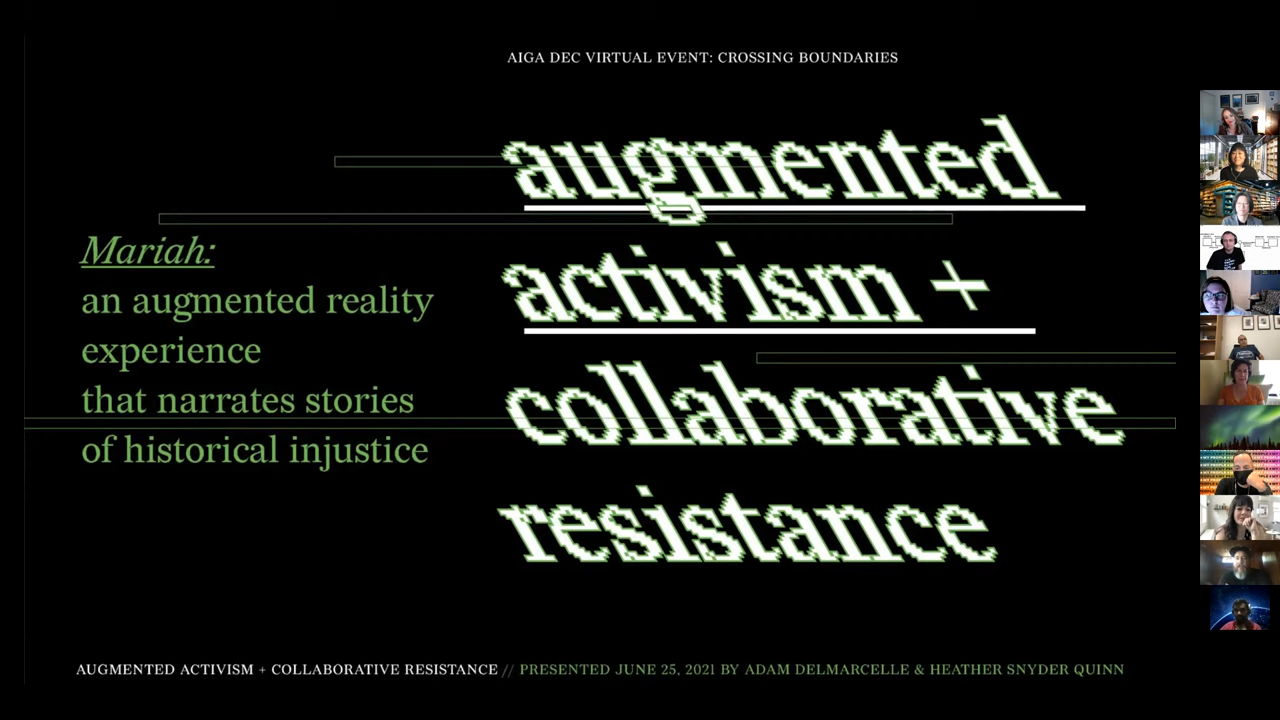 AIGA DEC VIRTUAL EVENT: CROSSING BOUNDARIES
augmented
activism +
collaborative
resistance
Mariah:
an augmented reality
experience
that narrates stories
of historical injustice
AUGMENTED ACTIVISM + COLLABORATIVE RESISTANCE // PRESENTED JUNE 25, 2021 BY ADAM DELMARCELLE & HEATHER SNYDER QUINN